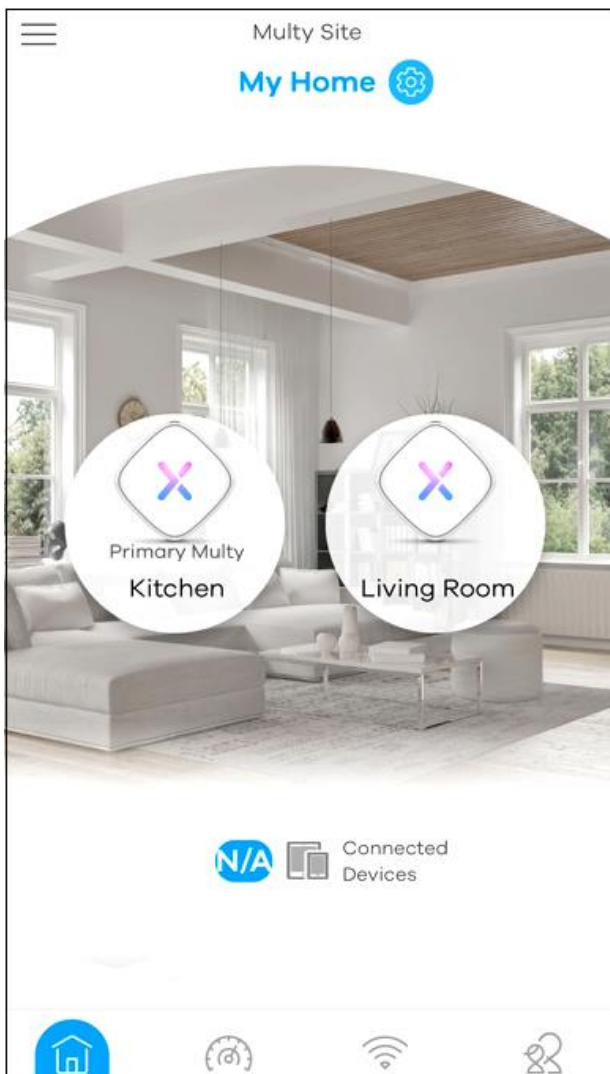 Multy Site
My Home
Primary Multy
Kitchen
Living Room
N/A
Connected
Devices